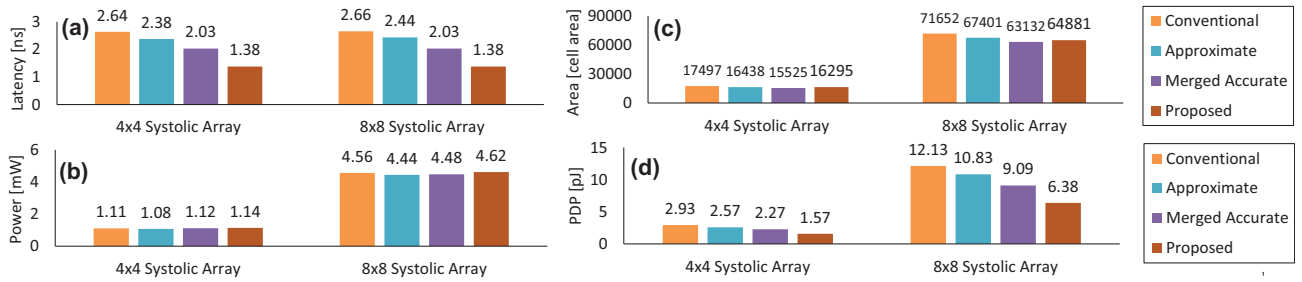 (a)
Latency [ns]
3
2
1
0
2.64 2.38 2.03 1.38
2.66 2.44 2.03 1.38
4x4 Systolic Array 8x8 Systolic Array
(b)
Power [mW]
6
4
2
0
1.11 1.08 1.12 1.14
4.56 4.44 4.48 4.62
4x4 Systolic Array 8x8 Systolic Array
(c)
Area [cell area]
90000
60000
30000
0
17497 16438 15525 16295
71652 67401 63132 64881
4x4 Systolic Array 8x8 Systolic Array
Conventional
Approximate
Merged Accurate
Proposed
(d)
PDP [pJ]
15
10
5
0
2.93 2.57 2.27 1.57
12.13 10.83 9.09 6.38
4x4 Systolic Array 8x8 Systolic Array
Conventional
Approximate
Merged Accurate
Proposed
1